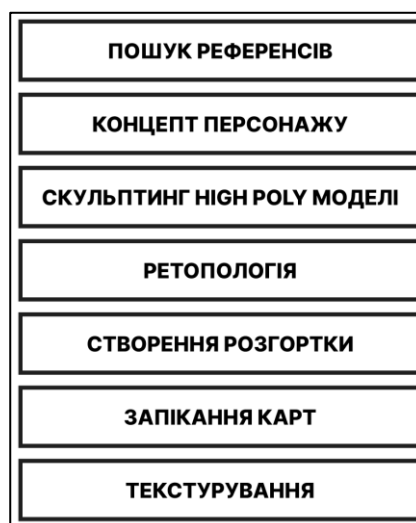 ПОШУК РЕФЕРЕНСІВ
КОНЦЕПТ ПЕРСОНАЖУ
СКУЛЬПТИНГ HIGH POLY МОДЕЛІ
РЕТОПОЛОГІЯ
СТВОРЕННЯ РОЗГОРТКИ
ЗАПІКАННЯ КАРТ
ТЕКСТУРУВАННЯ